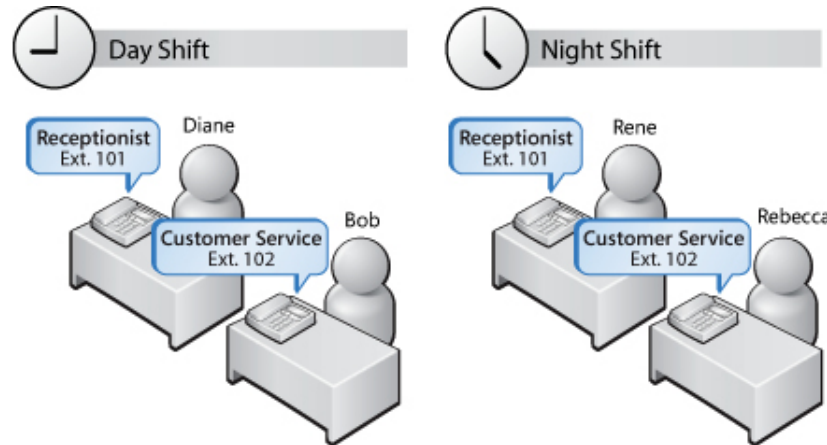 Day Shift
Diane
Receptionist
Ext. 101
Bob
Customer Service
Ext. 102
Night Shift
Rene
Receptionist
Ext. 101
Rebecca
Customer Service
Ext. 102